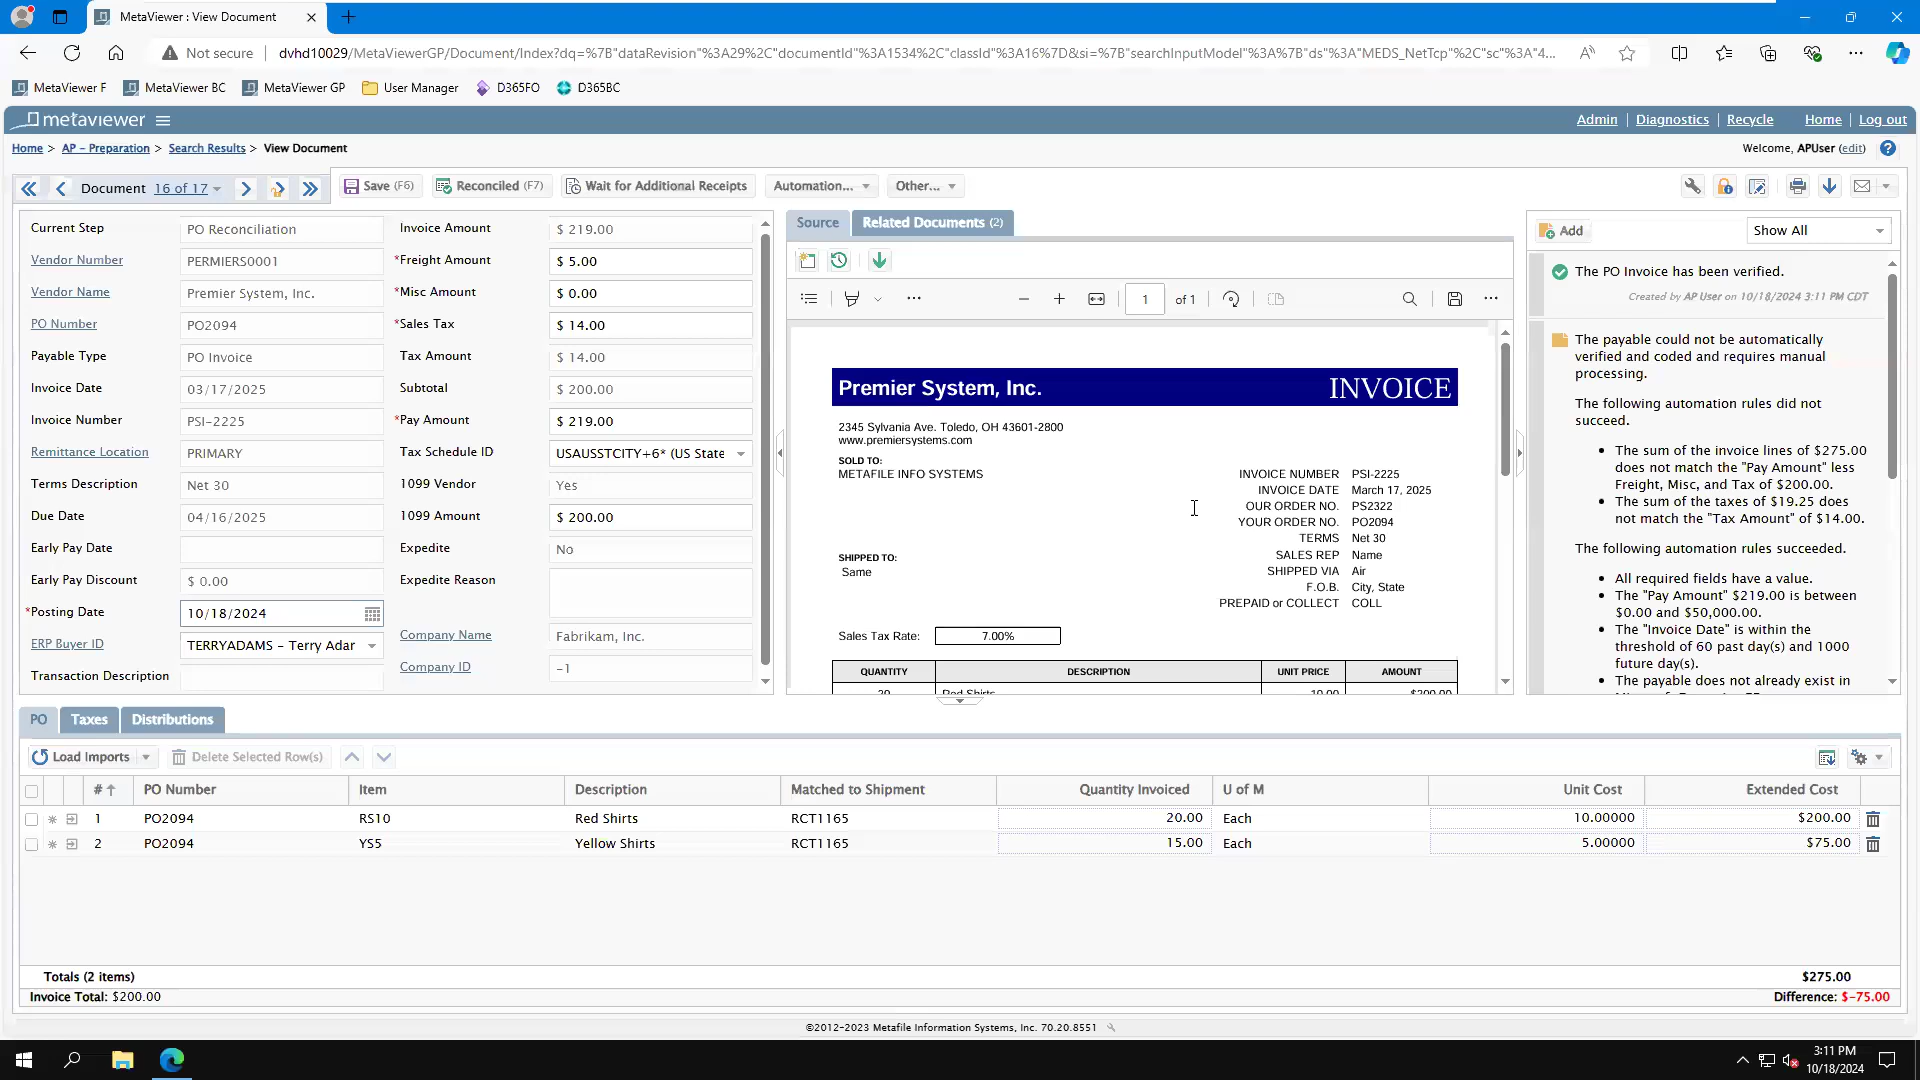 MetaViewer : View Document
Not secure
dvhd10029/MetaViewerGP/Document/Index?dq=%7B"dataRevision"%3A29%2C"documentId"%3A1534%2C"classId"%3A16%7D&si=%7B"searchInputModel"%3A%7B"ds"%3A"MEDS_NetTcp"%2C"sc"%3A"4...
MetaViewer F
MetaViewer BC
MetaViewer GP
User Manager
D365FO
D365BC
metaviewer
Admin | Diagnostics | Recycle Home | Log out
Home > AP - Preparation > Search Results > View Document
Welcome, APUser (edit)
Document 16 of 17
Save (F6)
Reconciled (F7)
Wait for Additional Receipts
Automation...
Other...
Current Step PO Reconciliation
Vendor Number PERMIERS0001
Vendor Name Premier System, Inc.
PO Number PO2094
Payable Type PO Invoice
Invoice Date 03/17/2025
Invoice Number PSI-2225
Remittance Location PRIMARY
Terms Description Net 30
Due Date 04/16/2025
Early Pay Date
Early Pay Discount $ 0.00
*Posting Date 10/18/2024
ERP Buyer ID TERRYADAMS - Terry Adar
Transaction Description
Invoice Amount $ 219.00
*Freight Amount $ 5.00
*Misc Amount $ 0.00
*Sales Tax $ 14.00
Tax Amount $ 14.00
Subtotal $ 200.00
*Pay Amount $ 219.00
Tax Schedule ID USAUSSTCITY+6* (US State
1099 Vendor Yes
1099 Amount $ 200.00
Expedite No
Expedite Reason
Company Name Fabrikam, Inc.
Company ID -1
Source
Related Documents (2)
1 of 1
Premier System, Inc. INVOICE
2345 Sylvania Ave. Toledo, OH 43601-2800
www.premiersystems.com
SOLD TO:
METAFILE INFO SYSTEMS
INVOICE NUMBER PSI-2225
INVOICE DATE March 17, 2025
OUR ORDER NO. PS2322
YOUR ORDER NO. PO2094
TERMS Net 30
SALES REP Name
SHIPPED VIA Air
F.O.B. City, State
PREPAID or COLLECT COLL
SHIPPED TO:
Same
Sales Tax Rate: 7.00%
QUANTITY DESCRIPTION UNIT PRICE AMOUNT
20 Red Shirts 10.00 $200.00
Add
Show All
The PO Invoice has been verified.
Created by AP User on 10/18/2024 3:11 PM CDT
The payable could not be automatically
verified and coded and requires manual
processing.
The following automation rules did not
succeed.
• The sum of the invoice lines of $275.00
does not match the "Pay Amount" less
Freight, Misc, and Tax of $200.00.
• The sum of the taxes of $19.25 does
not match the "Tax Amount" of $14.00.
The following automation rules succeeded.
• All required fields have a value.
• The "Pay Amount" $219.00 is between
$0.00 and $50,000.00.
• The "Invoice Date" is within the
threshold of 60 past day(s) and 1000
future day(s).
• The payable does not already exist in
PO
Taxes
Distributions
Load Imports
Delete Selected Row(s)
# PO Number Item Description Matched to Shipment Quantity Invoiced U of M Unit Cost Extended Cost
1 PO2094 RS10 Red Shirts RCT1165 20.00 Each 10.00000 $200.00
2 PO2094 YS5 Yellow Shirts RCT1165 15.00 Each 5.00000 $75.00
Totals (2 items) $275.00
Invoice Total: $200.00 Difference: $-75.00
©2012-2023 Metafile Information Systems, Inc. 70.20.8551
3:11 PM
10/18/2024